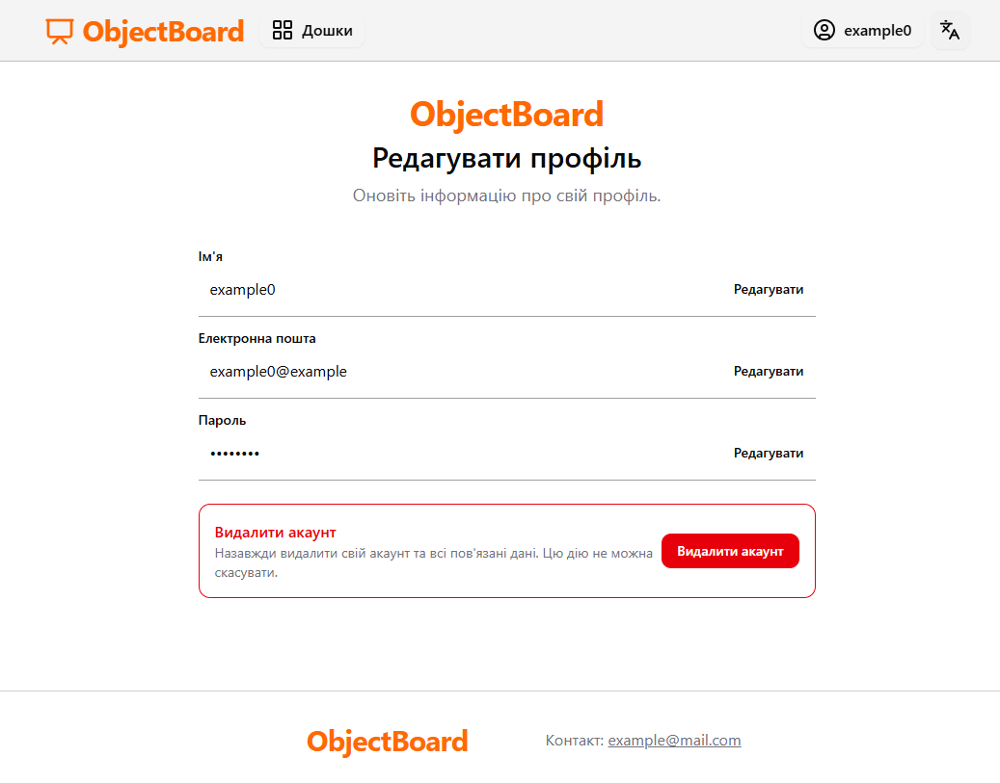 ObjectBoard Дошки example0
ObjectBoard
Редагувати профіль
Оновіть інформацію про свій профіль.
Ім'я
example0 Редагувати
Електронна пошта
example0@example Редагувати
Пароль
•••••••• Редагувати
Видалити акаунт
Назавжди видалити свій акаунт та всі пов'язані дані. Цю дію не можна
скасувати.
Видалити акаунт
ObjectBoard Контакт: example@mail.com